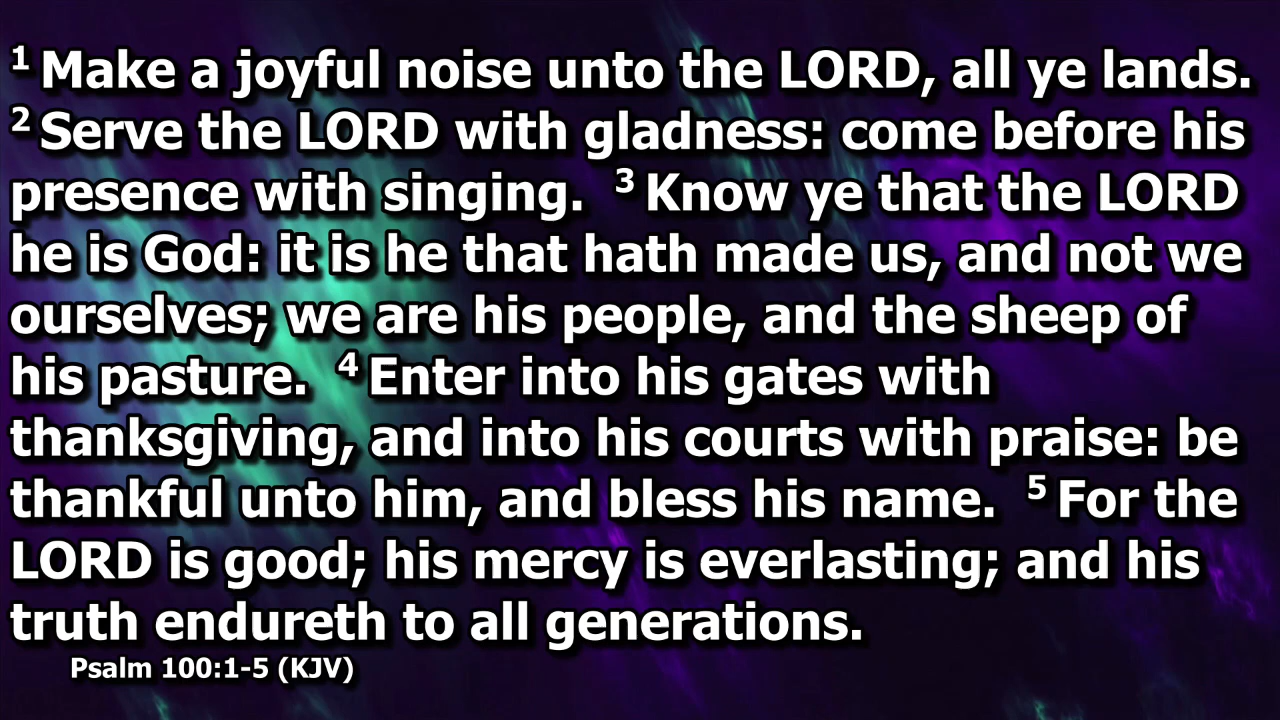 1 Make a joyful noise unto the LORD, all ye lands.
2 Serve the LORD with gladness: come before his
presence with singing. 3 Know ye that the LORD
he is God: it is he that hath made us, and not we
ourselves; we are his people, and the sheep of
his pasture. 4 Enter into his gates with
thanksgiving, and into his courts with praise: be
thankful unto him, and bless his name. 5 For the
LORD is good; his mercy is everlasting; and his
truth endureth to all generations.
Psalm 100:1-5 (KJV)